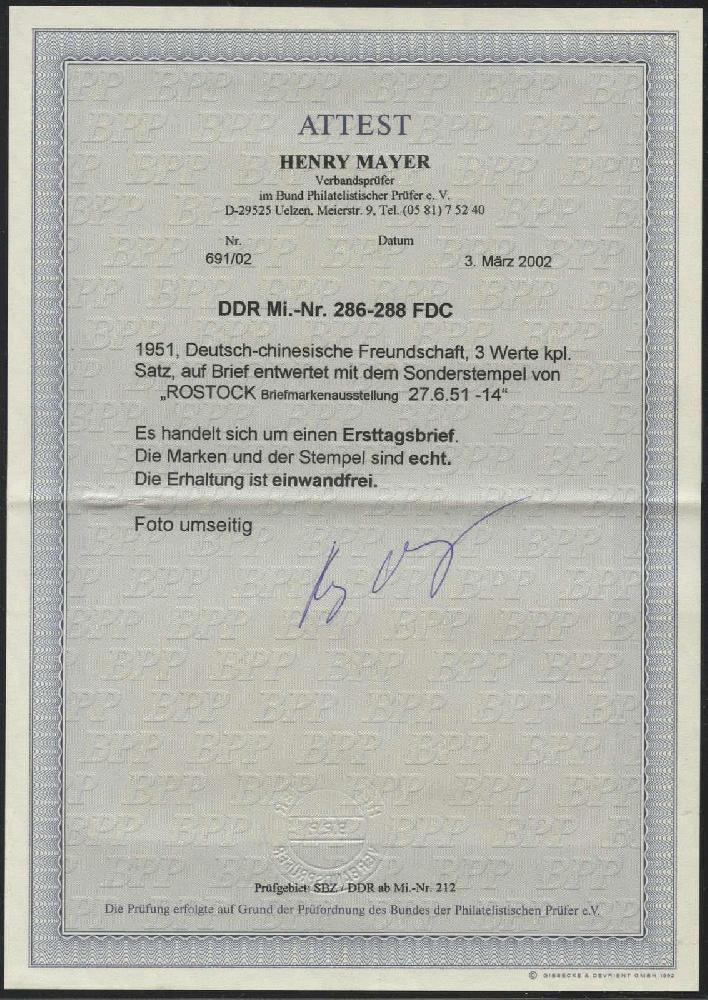 ATTEST
HENRY MAYER
Verbandsprüfer
im Bund Philatelistischer Prüfer e. V.
D-29525 Uelzen, Meierstr. 9, Tel. (05 81) 7 52 40
Nr. Datum
691/02 3. März 2002
DDR Mi.-Nr. 286-288 FDC
1951, Deutsch-chinesische Freundschaft, 3 Werte kpl.
Satz, auf Brief entwertet mit dem Sonderstempel von
„ROSTOCK Briefmarkenausstellung 27.6.51 -14“
Es handelt sich um einen Ersttagsbrief.
Die Marken und der Stempel sind echt.
Die Erhaltung ist einwandfrei.
Foto umseitig
Prüfgebiet: SBZ / DDR ab Mi.-Nr. 212
Die Prüfung erfolgte auf Grund der Prüfordnung des Bundes der Philatelistischen Prüfer e.V.
© GIESECKE & DEVRIENT GMBH 1992